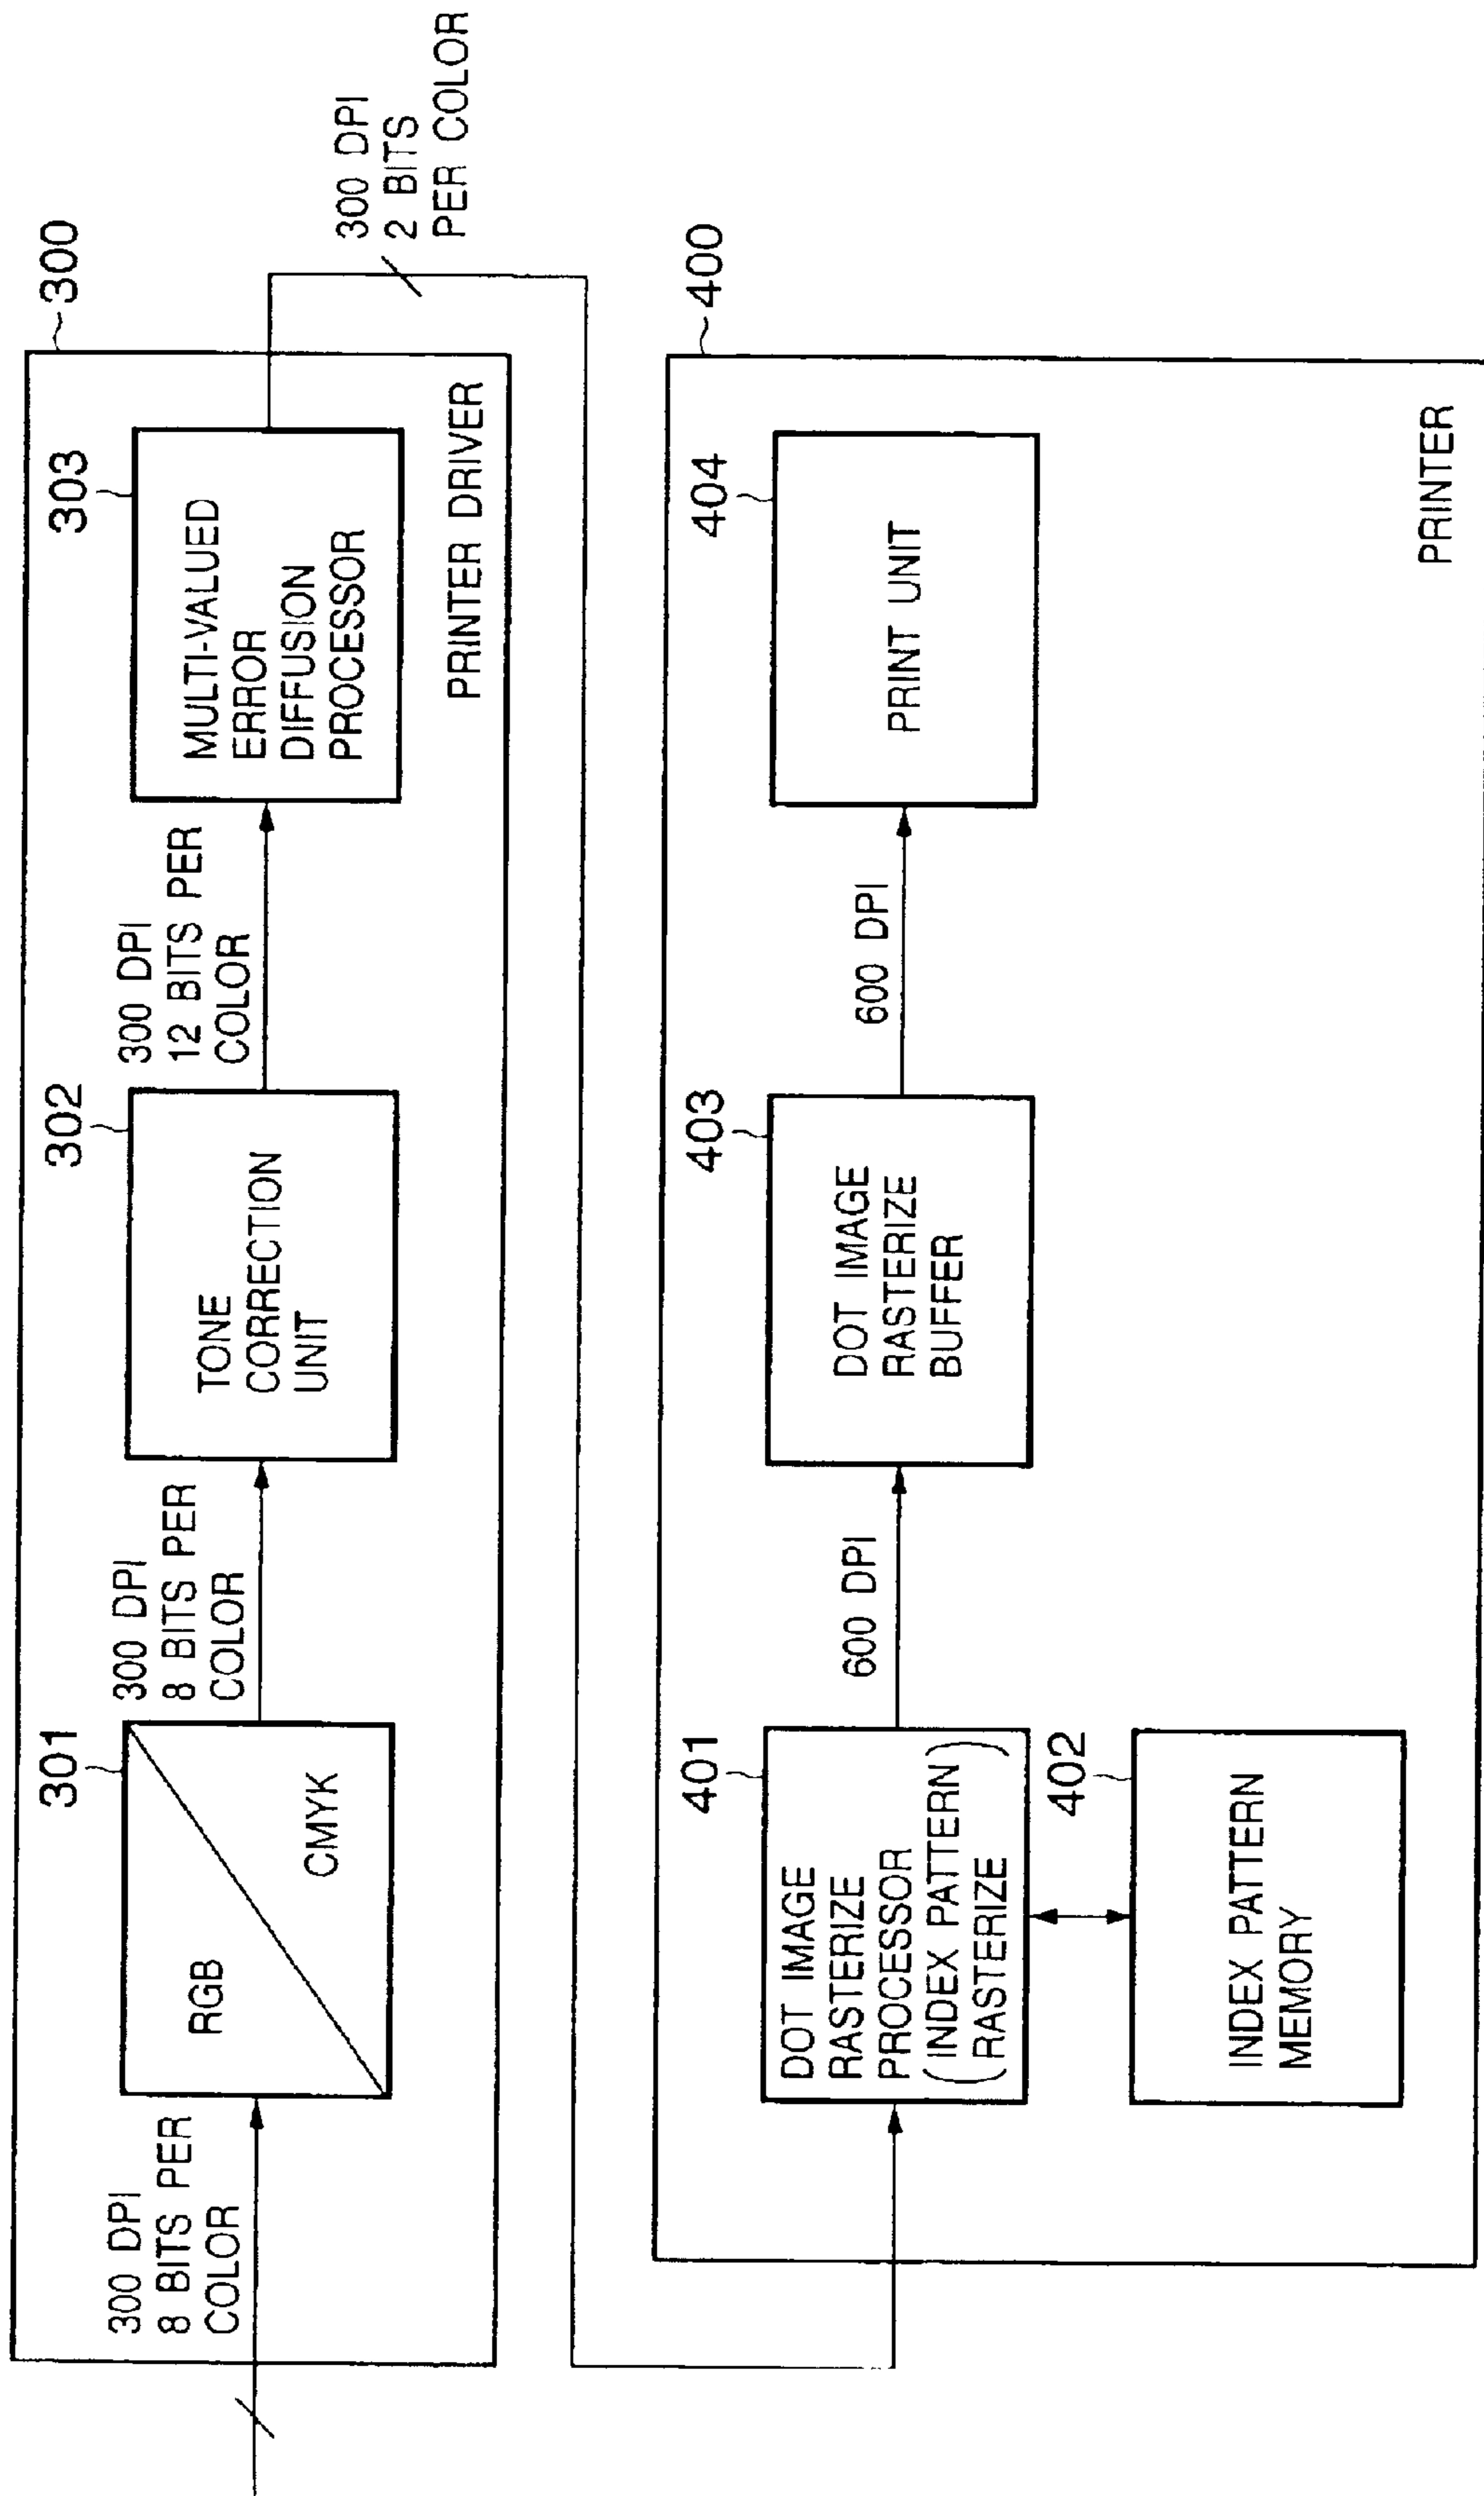 300
300 DPI
8 BITS PER
COLOR
301
RGB
CMYK
300 DPI
8 BITS PER
COLOR
302
TONE
CORRECTION
UNIT
300 DPI
12 BITS PER
COLOR
303
MULTI-VALUED
ERROR
DIFFUSION
PROCESSOR
PRINTER DRIVER
300 DPI
2 BITS
PER COLOR
400
401
DOT IMAGE
RASTERIZE
PROCESSOR
(INDEX PATTERN)
(RASTERIZE)
402
INDEX PATTERN
MEMORY
600 DPI
403
DOT IMAGE
RASTERIZE
BUFFER
600 DPI
404
PRINT UNIT
PRINTER